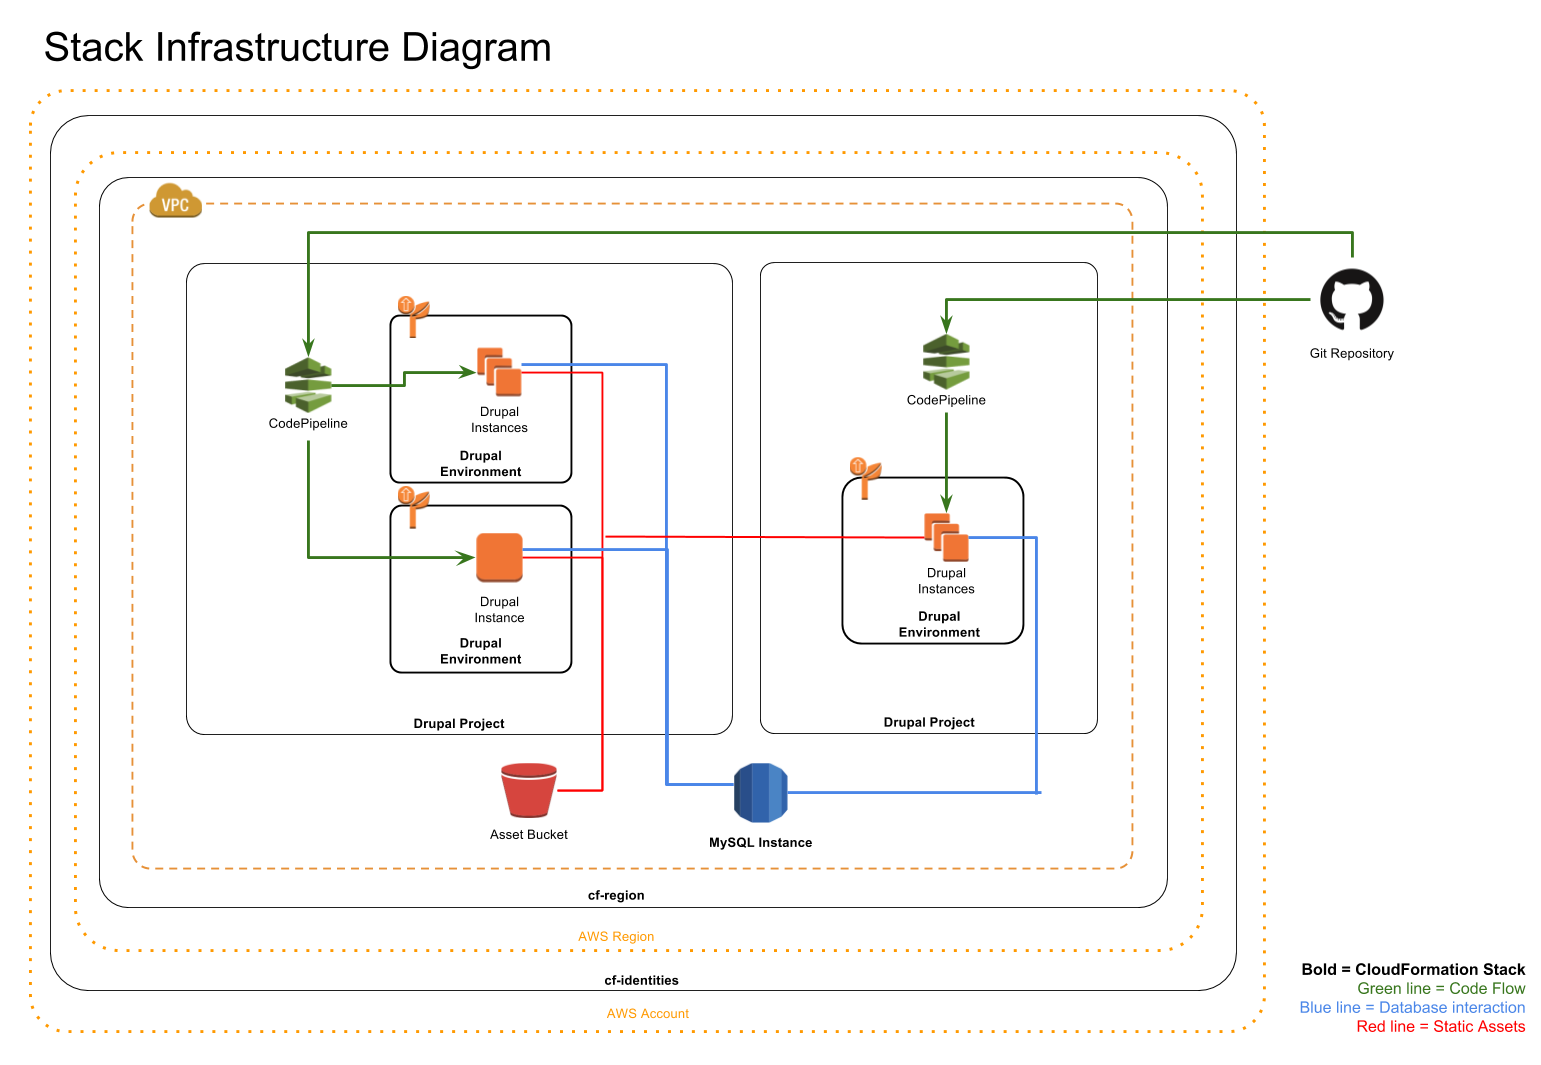 Stack Infrastructure Diagram
VPC
CodePipeline
Drupal
Instances
Drupal
Environment
Drupal
Instance
Drupal
Environment
Drupal Project
CodePipeline
Drupal
Instances
Drupal
Environment
Drupal Project
Git Repository
Asset Bucket
MySQL Instance
cf-region
AWS Region
cf-identities
AWS Account
Bold = CloudFormation Stack
Green line = Code Flow
Blue line = Database interaction
Red line = Static Assets